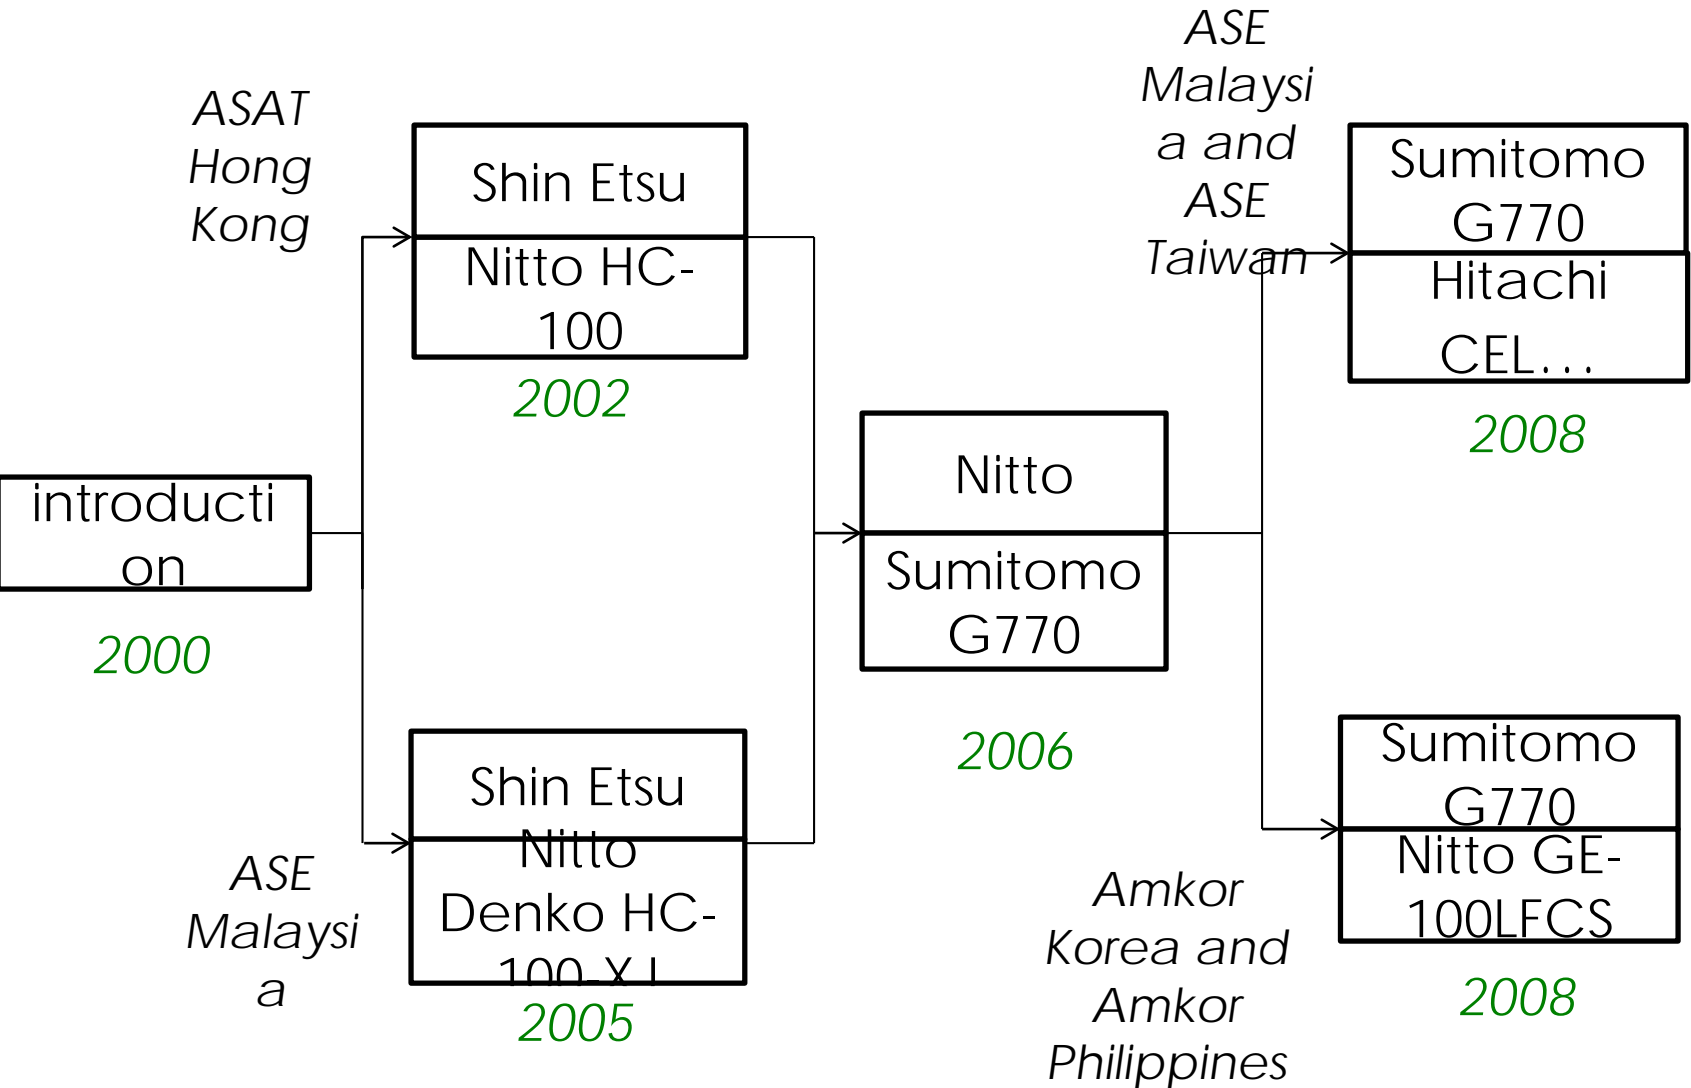 ASAT
Hong
Kong
Shin Etsu
Nitto HC-
100
2002
introducti
on
2000
ASE
Malaysi
a
Shin Etsu
Nitto
Denko HC-
100-X
2005
Nitto
Sumitomo
G770
2006
ASE
Malaysi
a and
ASE
Taiwan
Sumitomo
G770
Hitachi
CEL...
2008
Amkor
Korea and
Amkor
Philippines
Sumitomo
G770
Nitto GE-
100LFCS
2008